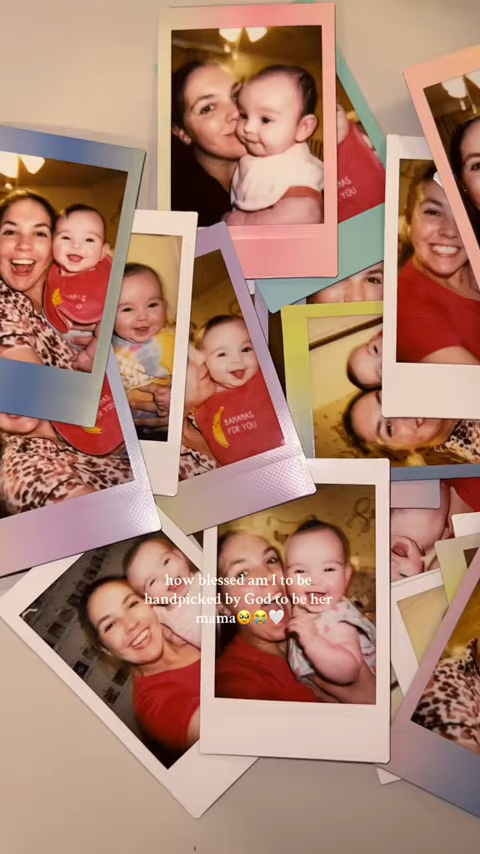 BANANAS
FOR YOU
BANANAS
FOR YOU
how blessed am I to be
handpicked by God to be her
mama🥹😭🤍